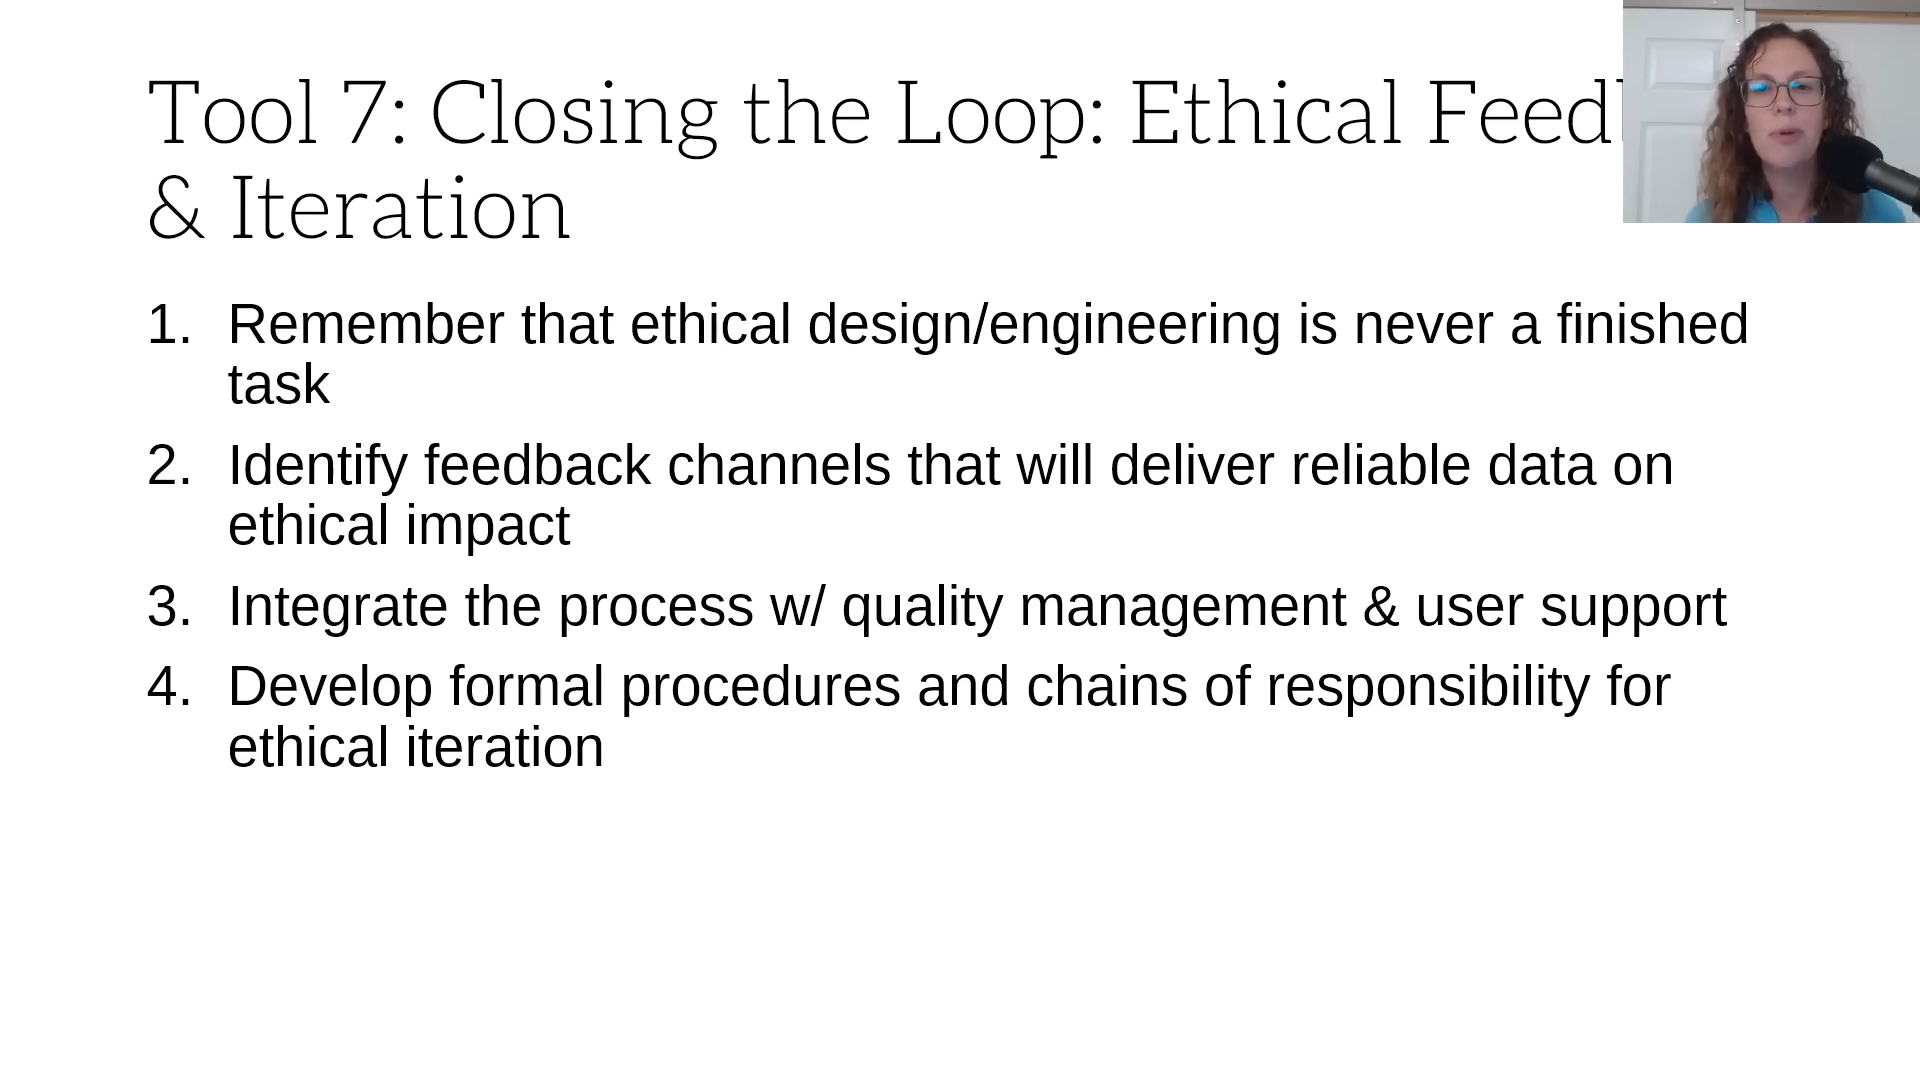 Tool 7: Closing the Loop: Ethical
& Iteration
1. Remember that ethical design/engineering is never a finished
task
2. Identify feedback channels that will deliver reliable data on
ethical impact
3. Integrate the process w/ quality management & user support
4. Develop formal procedures and chains of responsibility for
ethical iteration